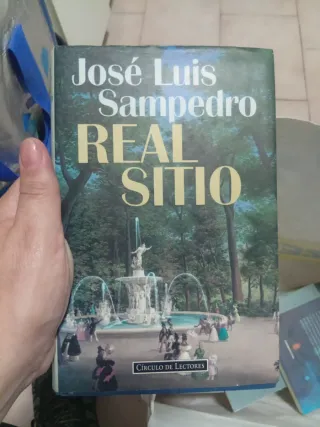 José Luis
Sampedro
REAL
SITIO
CÍRCULO DE LECTORES